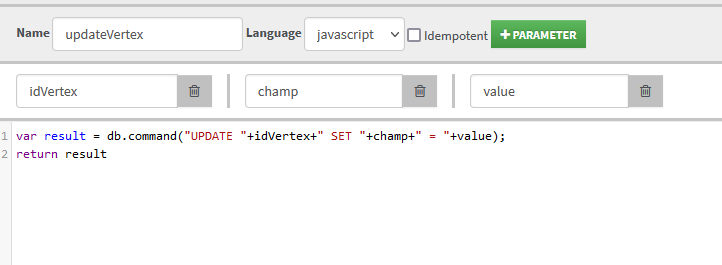 Name updateVertex Language javascript Idempotent +PARAMETER
idVertex champ value
1 var result = db.command("UPDATE "+idVertex+" SET "+champ+" = "+value);
2 return result